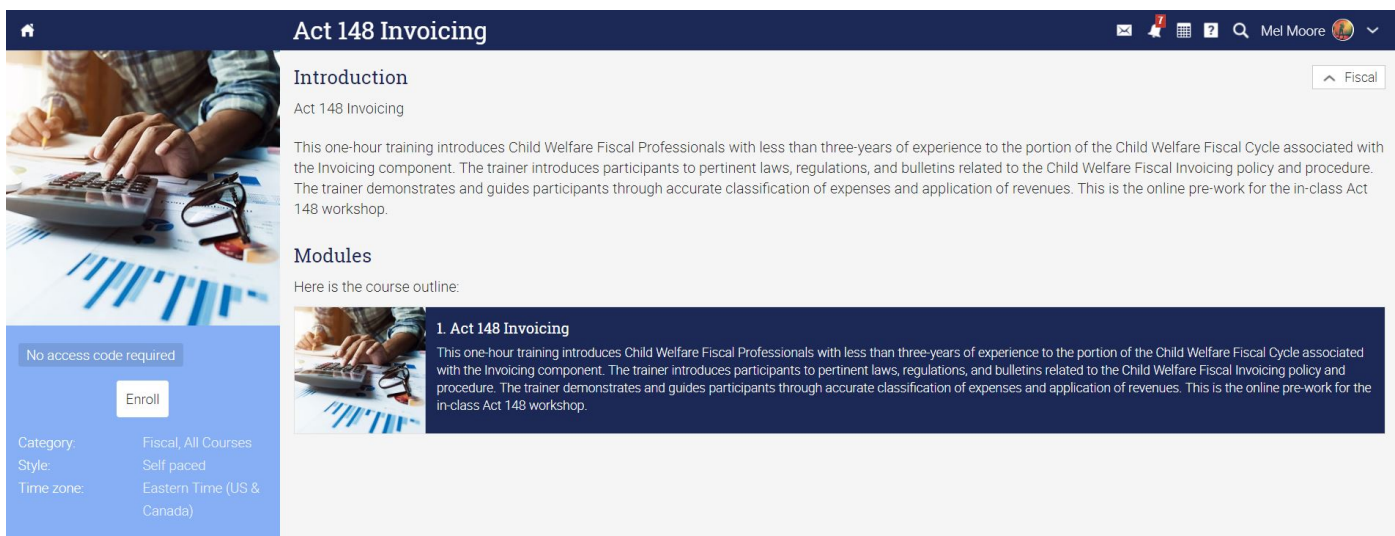 Act 148 Invoicing
7
?
Mel Moore
Introduction
Fiscal
Act 148 Invoicing
This one-hour training introduces Child Welfare Fiscal Professionals with less than three-years of experience to the portion of the Child Welfare Fiscal Cycle associated with
the Invoicing component. The trainer introduces participants to pertinent laws, regulations, and bulletins related to the Child Welfare Fiscal Invoicing policy and procedure.
The trainer demonstrates and guides participants through accurate classification of expenses and application of revenues. This is the online pre-work for the in-class Act
148 workshop.
Modules
Here is the course outline:
1. Act 148 Invoicing
This one-hour training introduces Child Welfare Fiscal Professionals with less than three-years of experience to the portion of the Child Welfare Fiscal Cycle associated
with the Invoicing component. The trainer introduces participants to pertinent laws, regulations, and bulletins related to the Child Welfare Fiscal Invoicing policy and
procedure. The trainer demonstrates and guides participants through accurate classification of expenses and application of revenues. This is the online pre-work for the
in-class Act 148 workshop.
No access code required
Enroll
Category: Fiscal, All Courses
Style: Self paced
Time zone: Eastern Time (US &
Canada)